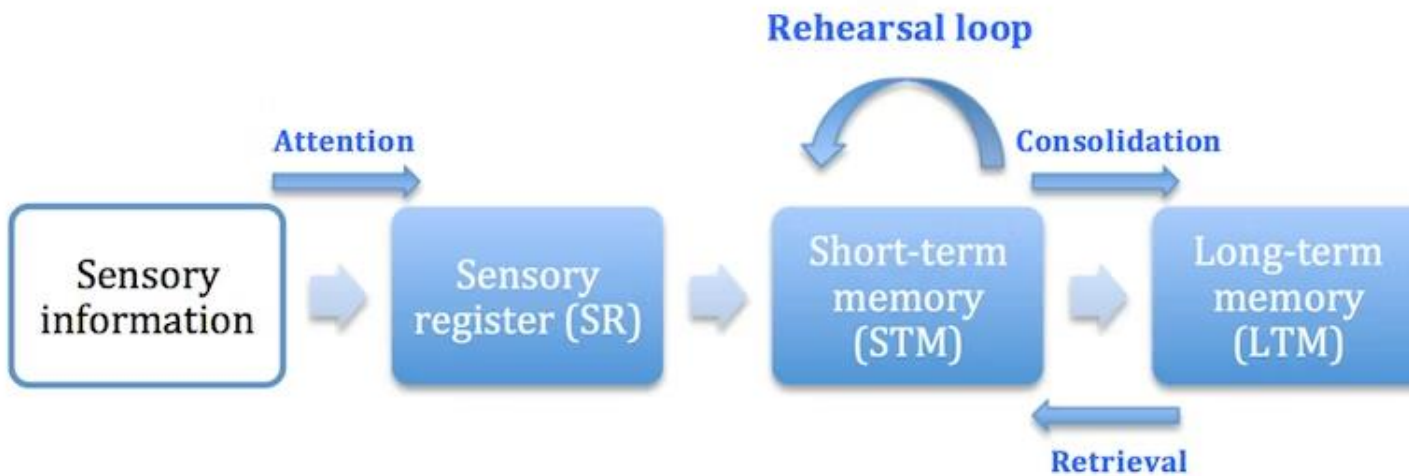 Rehearsal loop
Attention
Consolidation
Sensory
information
Sensory
register (SR)
Short-term
memory
(STM)
Long-term
memory
(LTM)
Retrieval